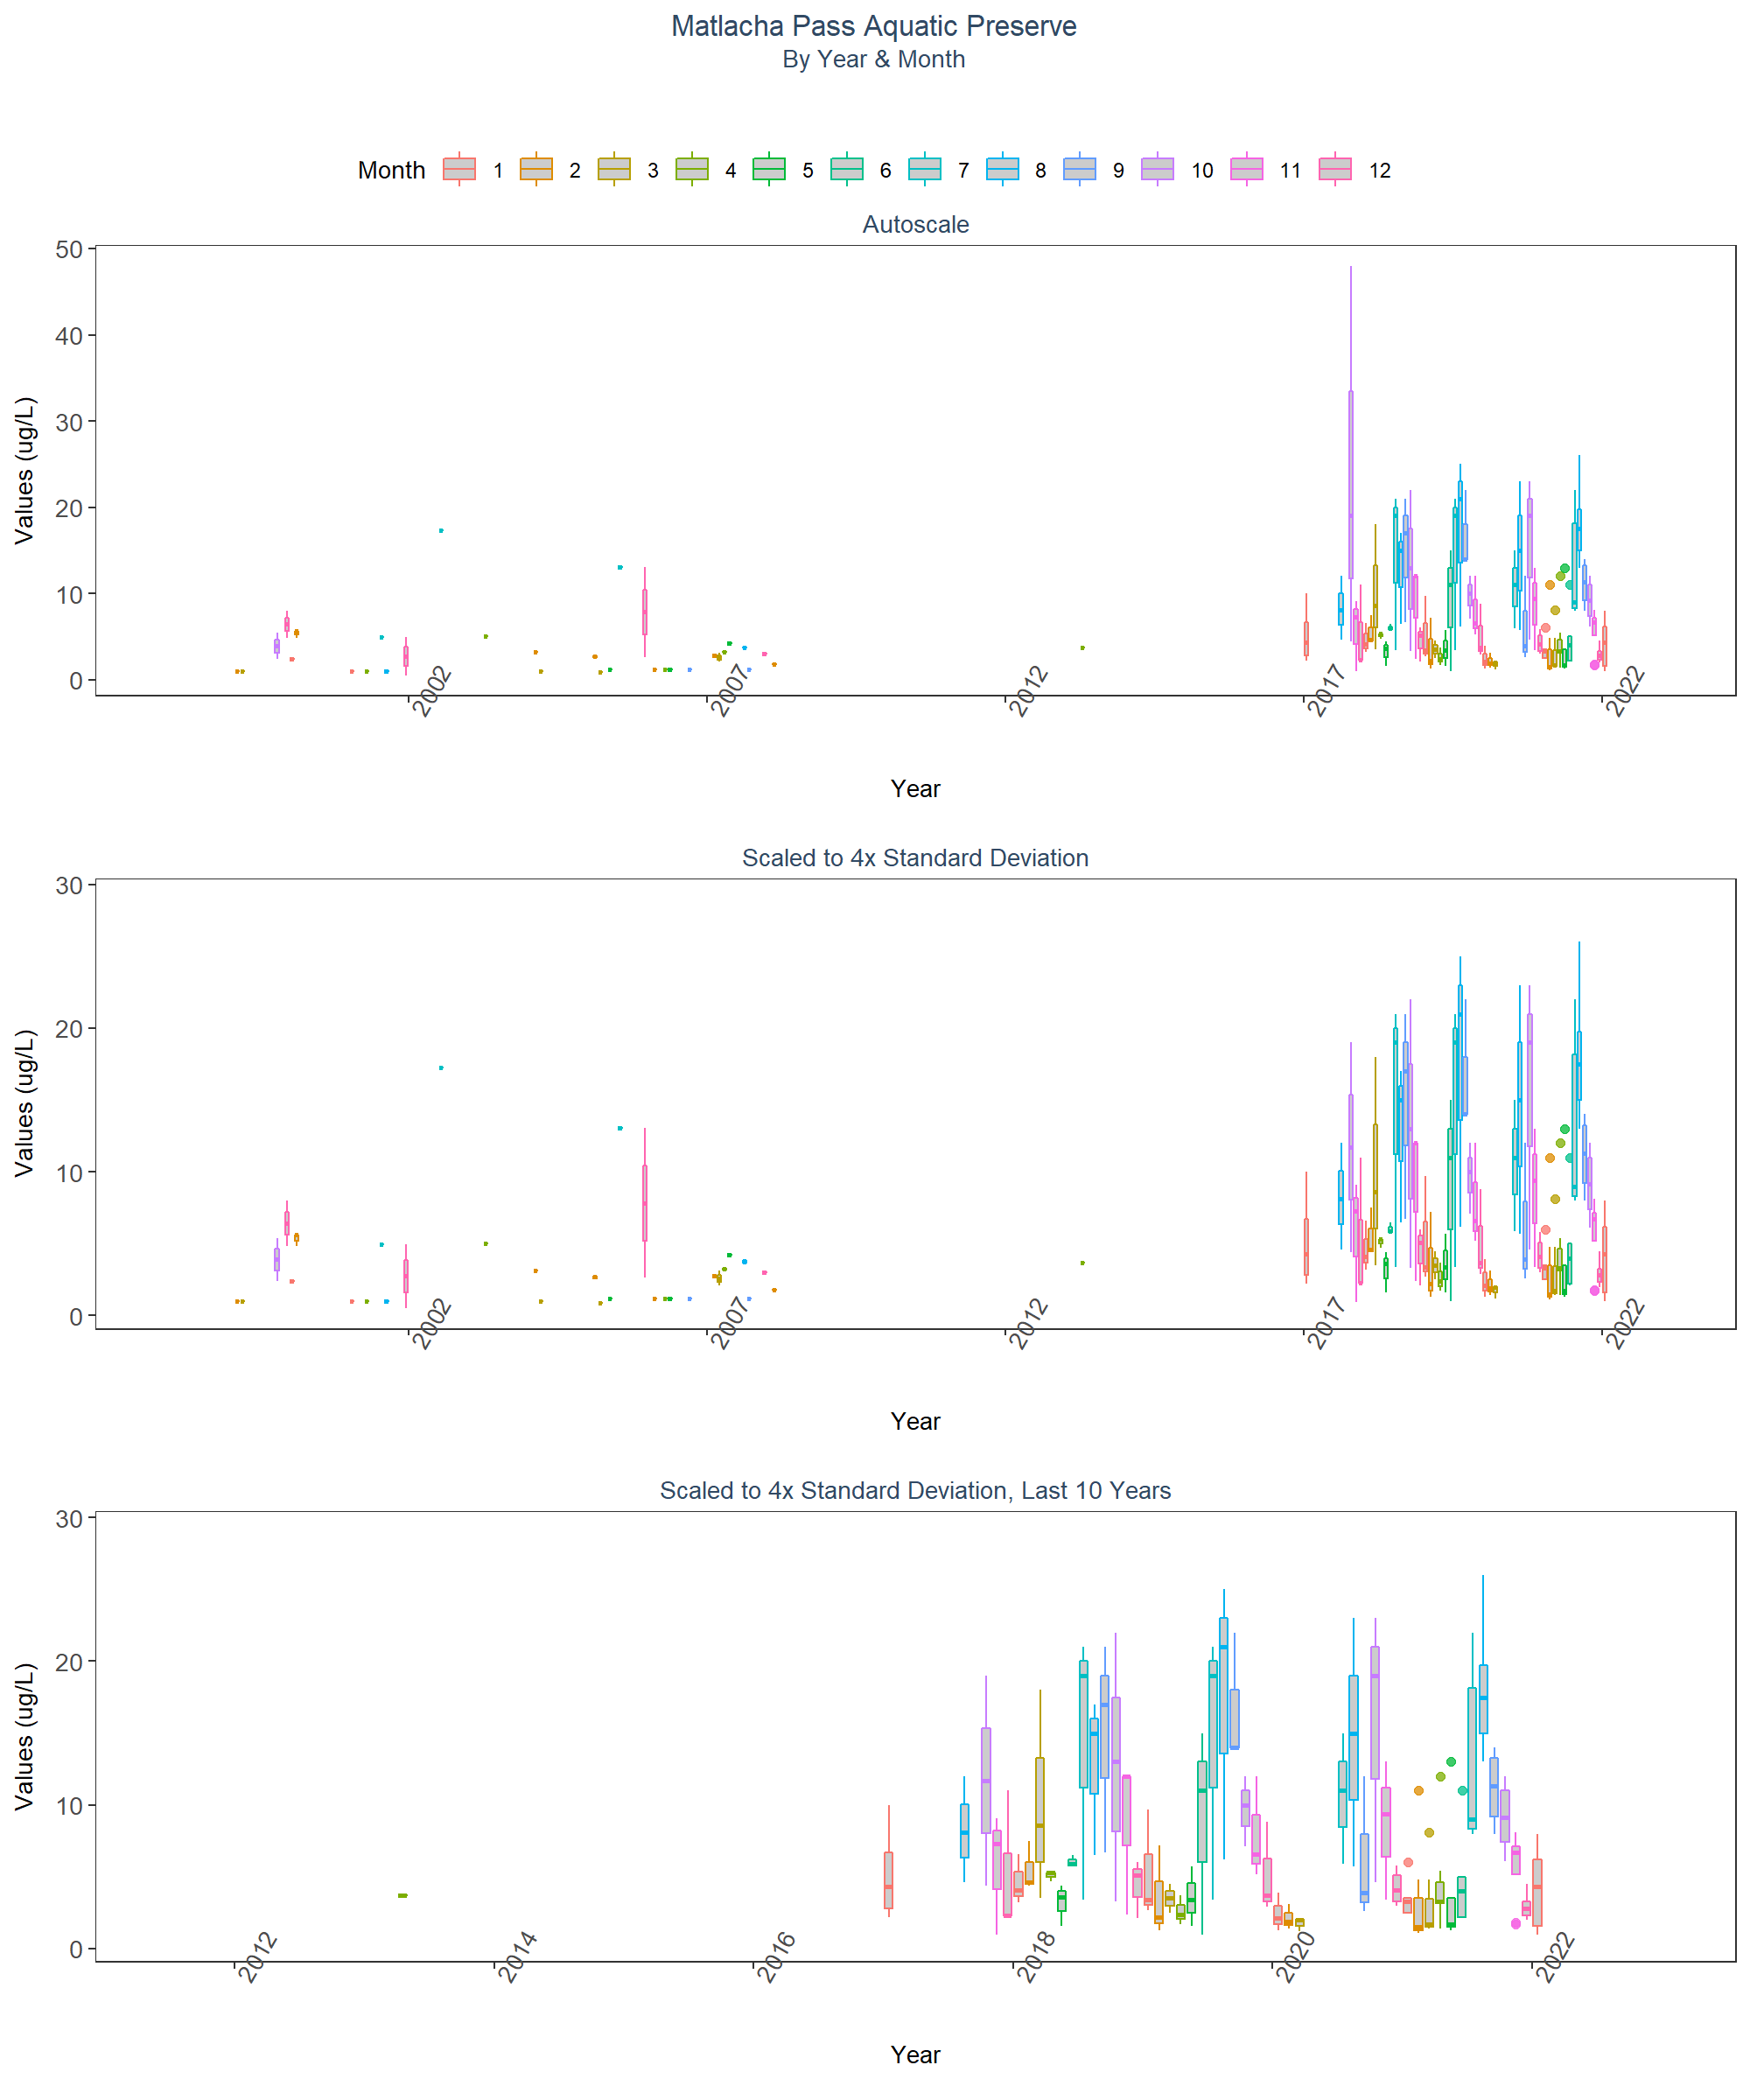 Matlacha Pass Aquatic Preserve
By Year & Month
Month 1 2 3 4 5 6 7 8 9 10 11 12
Autoscale
50
40
30
20
10
0
Values (ug/L)
2002 2007 2012 2017 2022
Year
Scaled to 4x Standard Deviation
30
20
10
0
Values (ug/L)
2002 2007 2012 2017 2022
Year
Scaled to 4x Standard Deviation, Last 10 Years
30
20
10
0
Values (ug/L)
2012 2014 2016 2018 2020 2022
Year